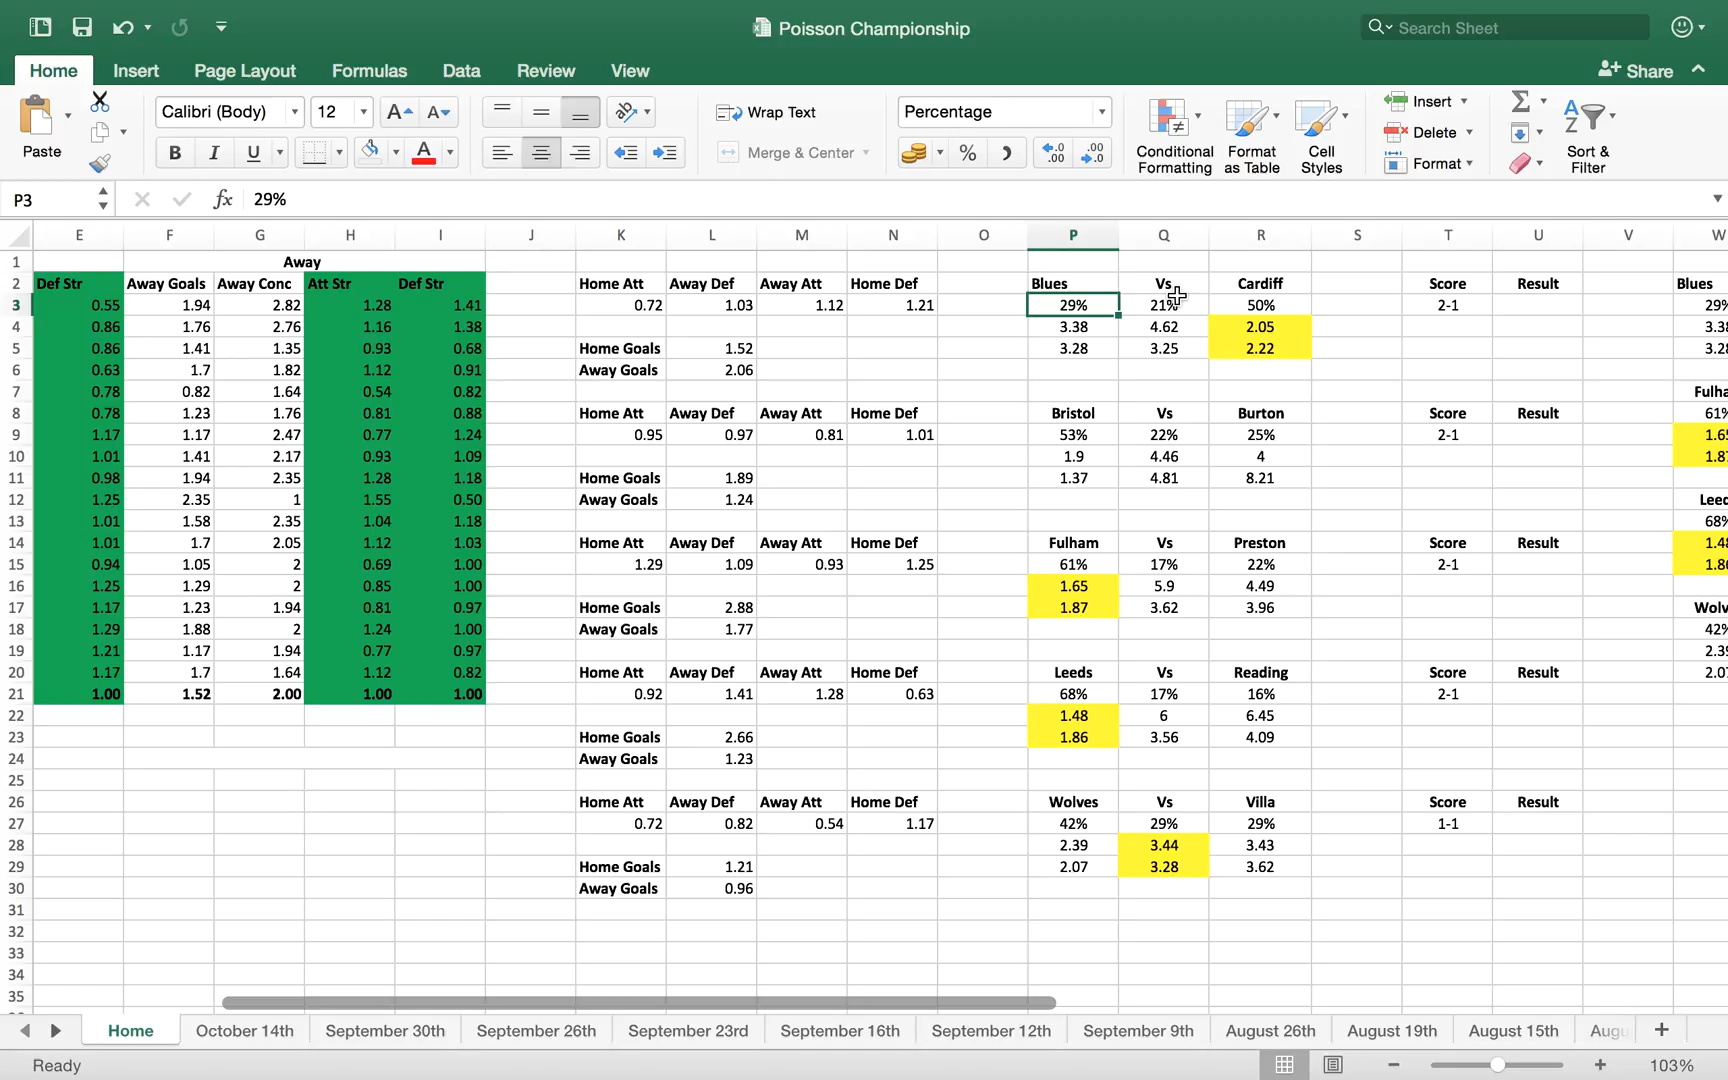 Poisson Championship
Search Sheet
Home Insert Page Layout Formulas Data Review View Share
Paste Calibri (Body) 12 A A Wrap Text Percentage Insert
B I U A Merge & Center % Conditional Formatting Format as Table Cell Styles Delete Format Sort & Filter
P3 fx 29%
E F G H I J K L M N O P Q R S T U V W
1 Away
2 Def Str Away Goals Away Conc Att Str Def Str Home Att Away Def Away Att Home Def Blues Vs Cardiff Score Result Blues
3 0.55 1.94 2.82 1.28 1.41 0.72 1.03 1.12 1.21 29% 21% 50% 2-1 29%
4 0.86 1.76 2.76 1.16 1.38 3.38 4.62 2.05 3.38
5 0.86 1.41 1.35 0.93 0.68 Home Goals 1.52 3.28 3.25 2.22 3.28
6 0.63 1.7 1.82 1.12 0.91 Away Goals 2.06
7 0.78 0.82 1.64 0.54 0.82 Fulha
8 0.78 1.23 1.76 0.81 0.88 Home Att Away Def Away Att Home Def Bristol Vs Burton Score Result 61%
9 1.17 1.17 2.47 0.77 1.24 0.95 0.97 0.81 1.01 53% 22% 25% 2-1 1.65
10 1.01 1.41 2.17 0.93 1.09 1.9 4.46 4 1.87
11 0.98 1.94 2.35 1.28 1.18 Home Goals 1.89 1.37 4.81 8.21
12 1.25 2.35 1 1.55 0.50 Away Goals 1.24 Leed
13 1.01 1.58 2.35 1.04 1.18 68%
14 1.01 1.7 2.05 1.12 1.03 Home Att Away Def Away Att Home Def Fulham Vs Preston Score Result 1.48
15 0.94 1.05 2 0.69 1.00 1.29 1.09 0.93 1.25 61% 17% 22% 2-1 1.86
16 1.25 1.29 2 0.85 1.00 1.65 5.9 4.49
17 1.17 1.23 1.94 0.81 0.97 Home Goals 2.88 1.87 3.62 3.96 Wolv
18 1.29 1.88 2 1.24 1.00 Away Goals 1.77 42%
19 1.21 1.17 1.94 0.77 0.97 2.39
20 1.17 1.7 1.64 1.12 0.82 Home Att Away Def Away Att Home Def Leeds Vs Reading Score Result 2.07
21 1.00 1.52 2.00 1.00 1.00 0.92 1.41 1.28 0.63 68% 17% 16% 2-1
22 1.48 6 6.45
23 Home Goals 2.66 1.86 3.56 4.09
24 Away Goals 1.23
25
26 Home Att Away Def Away Att Home Def Wolves Vs Villa Score Result
27 0.72 0.82 0.54 1.17 42% 29% 29% 1-1
28 2.39 3.44 3.43
29 Home Goals 1.21 2.07 3.28 3.62
30 Away Goals 0.96
31
32
33
34
35
Home October 14th September 30th September 26th September 23rd September 16th September 12th September 9th August 26th August 19th August 15th Augu
Ready 103%